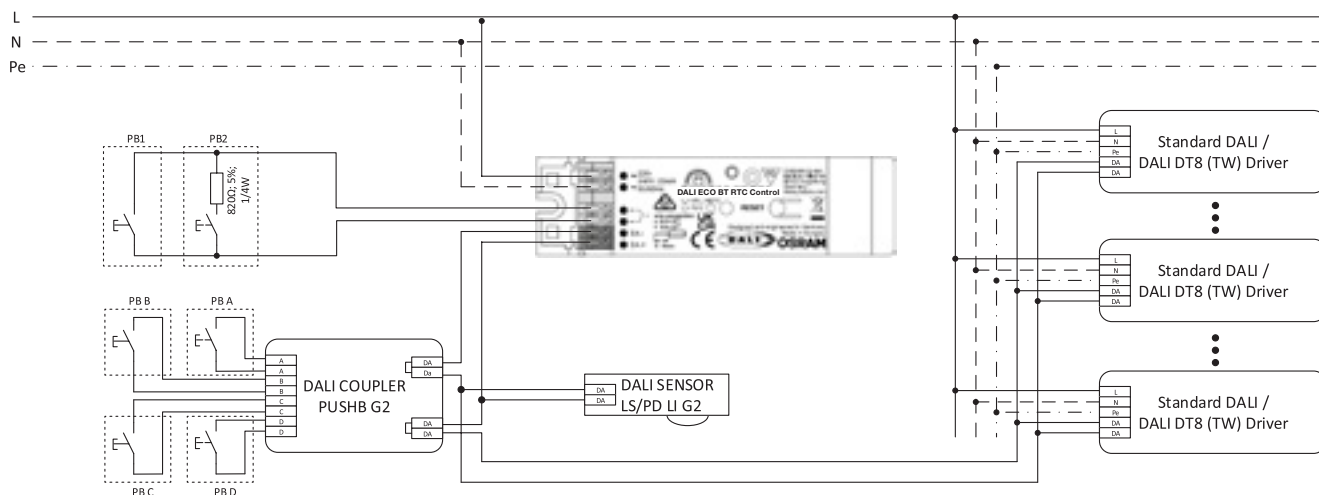 L
N
Pe
PB1
PB2
820Ω; 5%;
1/4W
DALI ECO BT RTC Control
RESET
DALI
OSRAM
L
N
Pe
DA
DA
Standard DALI /
DALI DT8 (TW) Driver
L
N
Pe
DA
DA
Standard DALI /
DALI DT8 (TW) Driver
L
N
Pe
DA
DA
Standard DALI /
DALI DT8 (TW) Driver
PB B
PB A
A
A
B
B
C
C
D
D
DALI COUPLER
PUSHB G2
DA
Da
DA
DA
DA
DA
DALI SENSOR
LS/PD LI G2
PB C
PB D